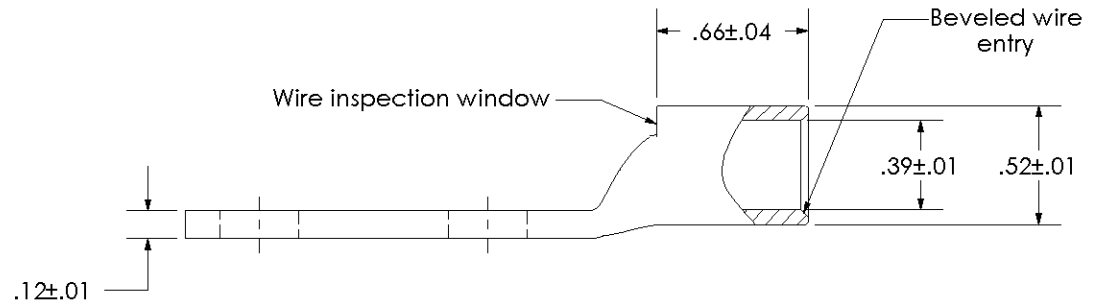 .66±.04
Beveled wire
entry
Wire inspection window
.39±.01
.52±.01
.12±.01